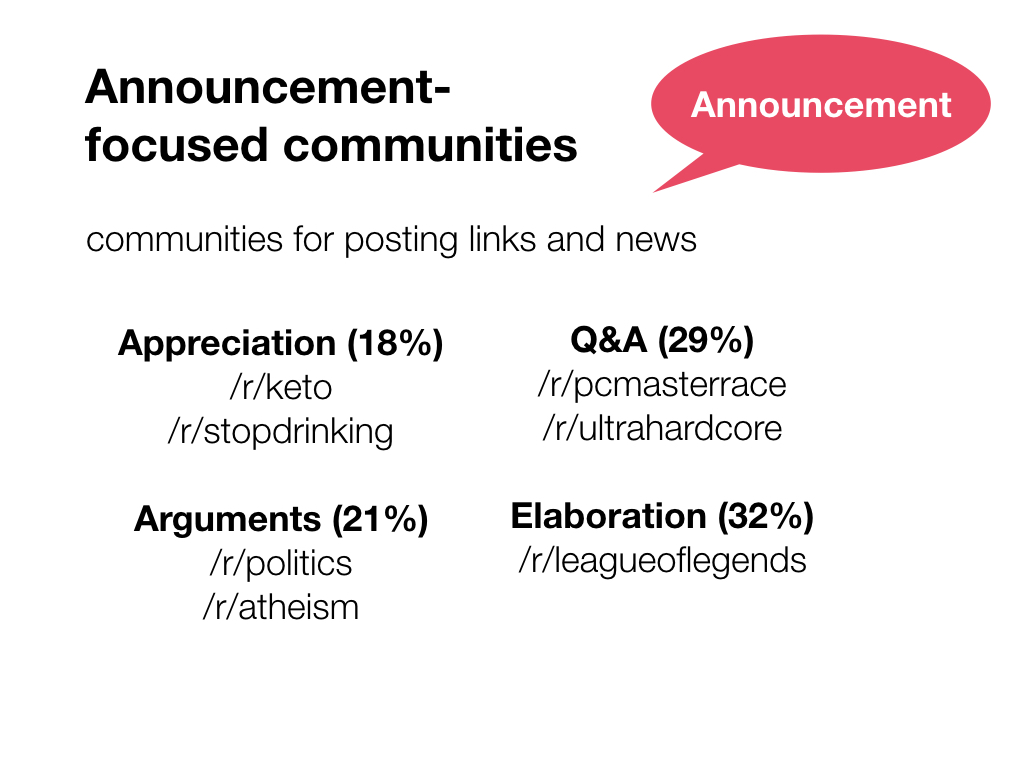 Announcement-
focused communities
Announcement
communities for posting links and news
Appreciation (18%)
/r/keto
/r/stopdrinking
Q&A (29%)
/r/pcmasterrace
/r/ultrahardcore
Arguments (21%)
/r/politics
/r/atheism
Elaboration (32%)
/r/leagueoflegends